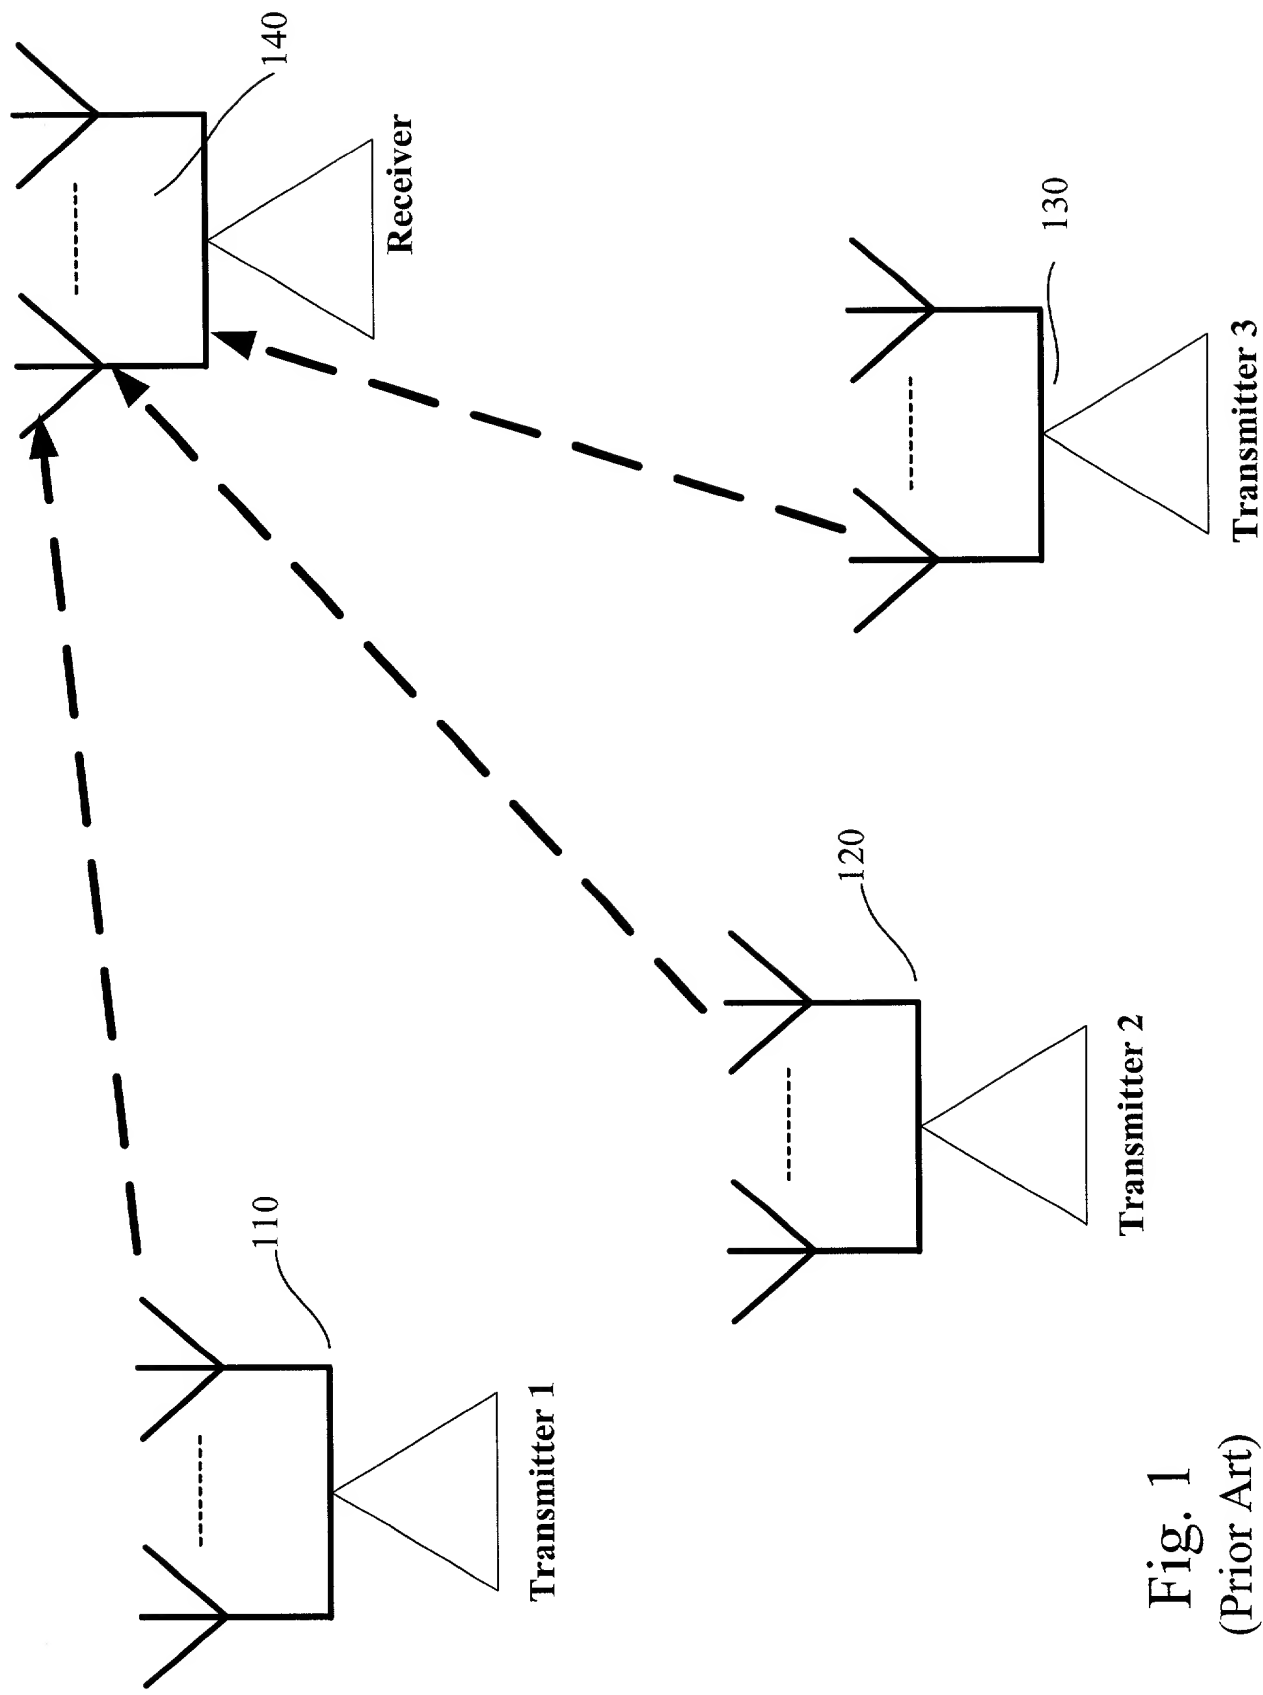 140
Receiver
130
Transmitter 3
120
Transmitter 2
110
Transmitter 1
Fig. 1
(Prior Art)